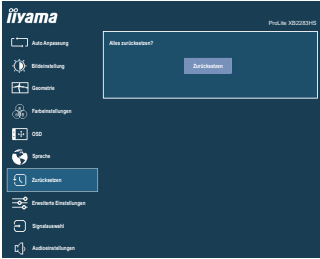 iiyama
ProLite XB2283HS
Auto Anpassung
Alles zurücksetzen?
Bildeinstellung
Zurücksetzen
Geometrie
Farbeinstellungen
OSD
Sprache
Zurücksetzen
Erweiterte Einstellungen
Signalauswahl
Audioeinstellungen